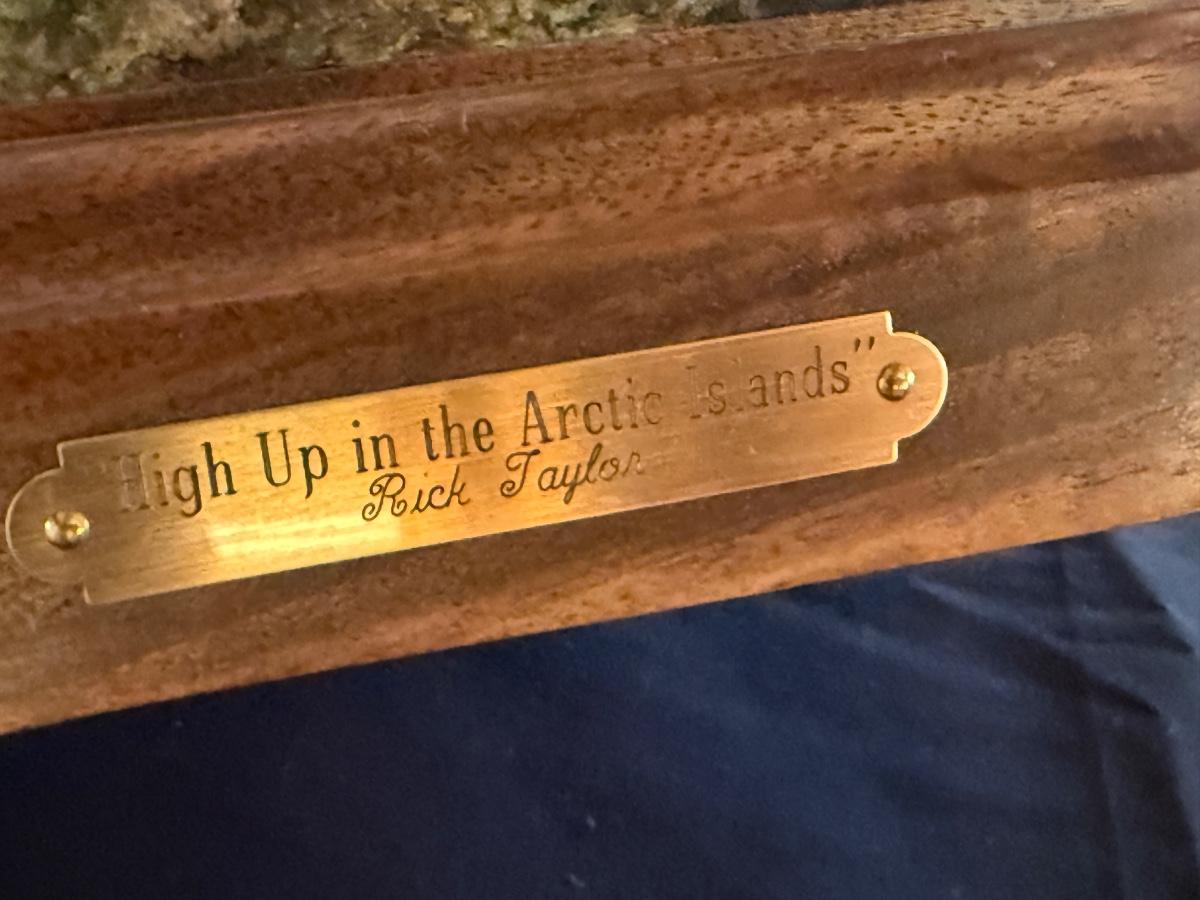 "High Up in the Arctic Islands"
Rick Taylor